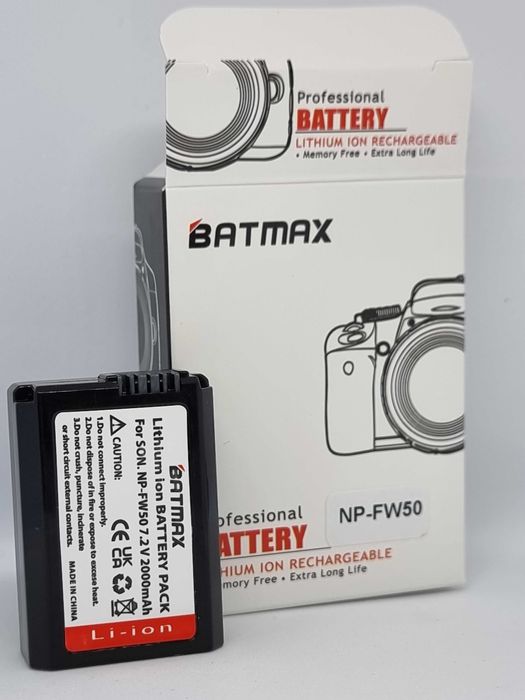 Professional
BATTERY
LITHIUM ION RECHARGEABLE
• Memory Free • Extra Long Life
BATMAX
NP-FW50
ofessional
ATTERY
HIUM ION RECHARGEABLE
mory Free • Extra Long Life
BATMAX
Lithium ion BATTERY PACK
For SON. NP-FW50 7.2V 2000mAh
CAUTION:
1.Do not connect improperly.
2.Do not dispose of in fire or expose to excess heat.
3.Do not crush, puncture, incinerate
or short circuit external contacts.
CE
UK
CA
MADE IN CHINA
Li-ion